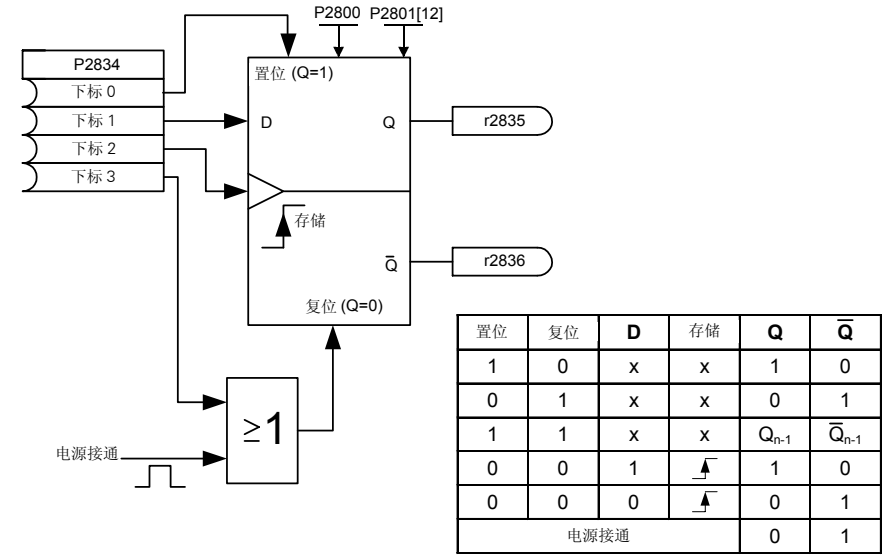 P2800 P2801[12]
P2834
下标 0
下标 1
下标 2
下标 3
置位 (Q=1)
D
Q
r2835
存储
Q̅
r2836
复位 (Q=0)
≥1
电源接通
置位 复位 D 存储 Q Q̅
1 0 x x 1 0
0 1 x x 0 1
1 1 x x Qn-1 Q̅n-1
0 0 1 1 0
0 0 0 0 1
电源接通 0 1